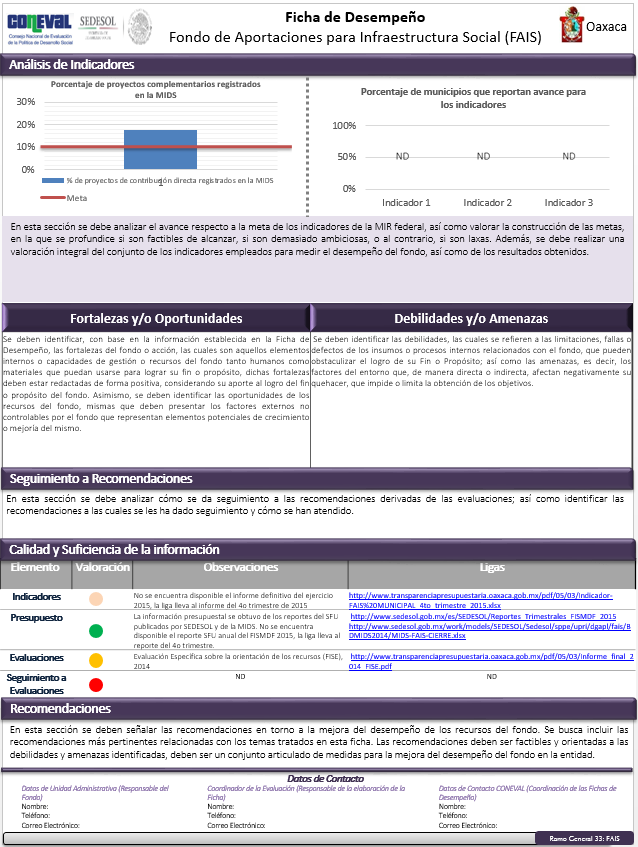 CONEVAL
Consejo Nacional de Evaluación
de la Política de Desarrollo Social
SEDESOL
Ficha de Desempeño
Fondo de Aportaciones para Infraestructura Social (FAIS)
Oaxaca
Análisis de Indicadores
Porcentaje de proyectos complementarios registrados
en la MIDS
30%
20%
10%
0%
1
% de proyectos de contribución directa registrados en la MIDS
Meta
Porcentaje de municipios que reportan avance para
los indicadores
100%
50%
0%
ND ND ND
Indicador 1 Indicador 2 Indicador 3
En esta sección se debe analizar el avance respecto a la meta de los indicadores de la MIR federal, así como valorar la construcción de las metas,
en la que se profundice si son factibles de alcanzar, si son demasiado ambiciosas, o al contrario, si son laxas. Además, se debe realizar una
valoración integral del conjunto de los indicadores empleados para medir el desempeño del fondo, así como de los resultados obtenidos.
Fortalezas y/o Oportunidades
Se deben identificar, con base en la información establecida en la Ficha de
Desempeño, las fortalezas del fondo o acción, las cuales son aquellos elementos
internos o capacidades de gestión o recursos del fondo tanto humanos como
materiales que puedan usarse para lograr su fin o propósito, dichas fortalezas
deben estar redactadas de forma positiva, considerando su aporte al logro del fin
o propósito del fondo. Asimismo, se deben identificar las oportunidades de los
recursos del fondo, mismas que deben presentar los factores externos no
controlables por el fondo que representan elementos potenciales de crecimiento
o mejoría del mismo.
Debilidades y/o Amenazas
Se deben identificar las debilidades, las cuales se refieren a las limitaciones, fallas o
defectos de los insumos o procesos internos relacionados con el fondo, que pueden
obstaculizar el logro de su Fin o Propósito; así como las amenazas, es decir, los
factores del entorno que, de manera directa o indirecta, afectan negativamente su
quehacer, que impide o limita la obtención de los objetivos.
Seguimiento a Recomendaciones
En esta sección se debe analizar cómo se da seguimiento a las recomendaciones derivadas de las evaluaciones; así como identificar las
recomendaciones a las cuales se les ha dado seguimiento y cómo se han atendido.
Calidad y Suficiencia de la información
Elemento Valoración Observaciones Ligas
Indicadores
No se encuentra disponible el informe definitivo del ejercicio
2015, la liga lleva al informe del 4o trimestre de 2015
http://www.transparenciapresupuestaria.oaxaca.gob.mx/pdf/05/03/indicador-
FAIS%20MUNICIPAL_4to_trimestre_2015.xlsx
Presupuesto
La información presupuestal se obtuvo de los reportes del SFU
publicados por SEDESOL y de la MIDS. No se encuentra
disponible el reporte SFU anual del FISMDF 2015, la liga lleva al
reporte del 4o trimestre.
http://www.sedesol.gob.mx/es/SEDESOL/Reportes_Trimestrales_FISMDF_2015
http://www.sedesol.gob.mx/work/models/SEDESOL/Sedesol/sppe/upri/dgapl/fais/B
DMIDS2014/MIDS-FAIS-CIERRE.xlsx
Evaluaciones
Evaluación Específica sobre la orientación de los recursos (FISE),
2014
http://www.transparenciapresupuestaria.oaxaca.gob.mx/pdf/05/03/informe_final_2
014_FISE.pdf
Seguimiento a
Evaluaciones
ND
ND
Recomendaciones
En esta sección se deben señalar las recomendaciones en torno a la mejora del desempeño de los recursos del fondo. Se busca incluir las
recomendaciones más pertinentes relacionadas con los temas tratados en esta ficha. Las recomendaciones deben ser factibles y orientadas a las
debilidades y amenazas identificadas, deben ser un conjunto articulado de medidas para la mejora del desempeño del fondo en la entidad.
Datos de Contacto
Datos de Unidad Administrativa (Responsable del
Fondo)
Nombre:
Teléfono:
Correo Electrónico:
Coordinador de la Evaluación (Responsable de la elaboración de la
Ficha)
Nombre:
Teléfono:
Correo Electrónico:
Datos de Contacto CONEVAL (Coordinación de las Fichas de
Desempeño)
Nombre:
Teléfono:
Correo Electrónico:
Ramo General 33: FAIS